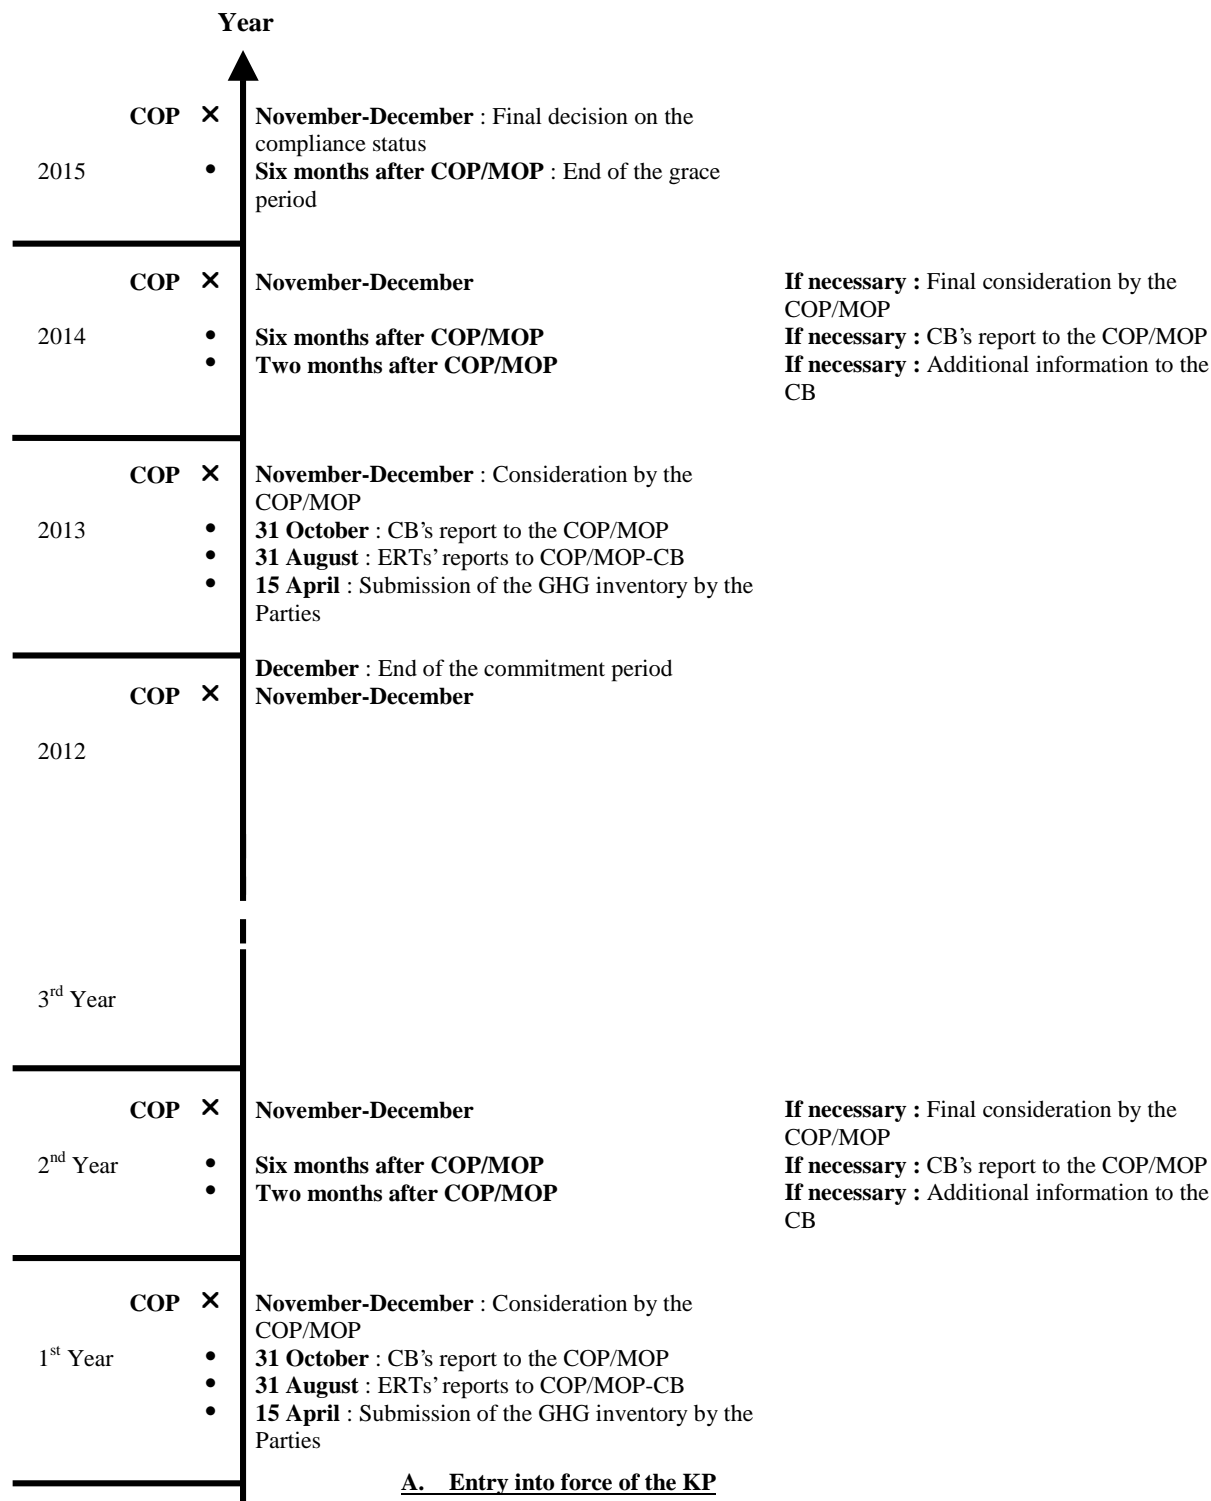 Year
COP × November-December : Final decision on the
compliance status
2015 • Six months after COP/MOP : End of the grace
period
COP × November-December If necessary : Final consideration by the
COP/MOP
2014 • Six months after COP/MOP If necessary : CB's report to the COP/MOP
• Two months after COP/MOP If necessary : Additional information to the
CB
COP × November-December : Consideration by the
COP/MOP
2013 • 31 October : CB's report to the COP/MOP
• 31 August : ERTs' reports to COP/MOP-CB
• 15 April : Submission of the GHG inventory by the
Parties
December : End of the commitment period
COP × November-December
2012
3rd Year
COP × November-December If necessary : Final consideration by the
COP/MOP
2nd Year • Six months after COP/MOP If necessary : CB's report to the COP/MOP
• Two months after COP/MOP If necessary : Additional information to the
CB
COP × November-December : Consideration by the
COP/MOP
1st Year • 31 October : CB's report to the COP/MOP
• 31 August : ERTs' reports to COP/MOP-CB
• 15 April : Submission of the GHG inventory by the
Parties
A. Entry into force of the KP